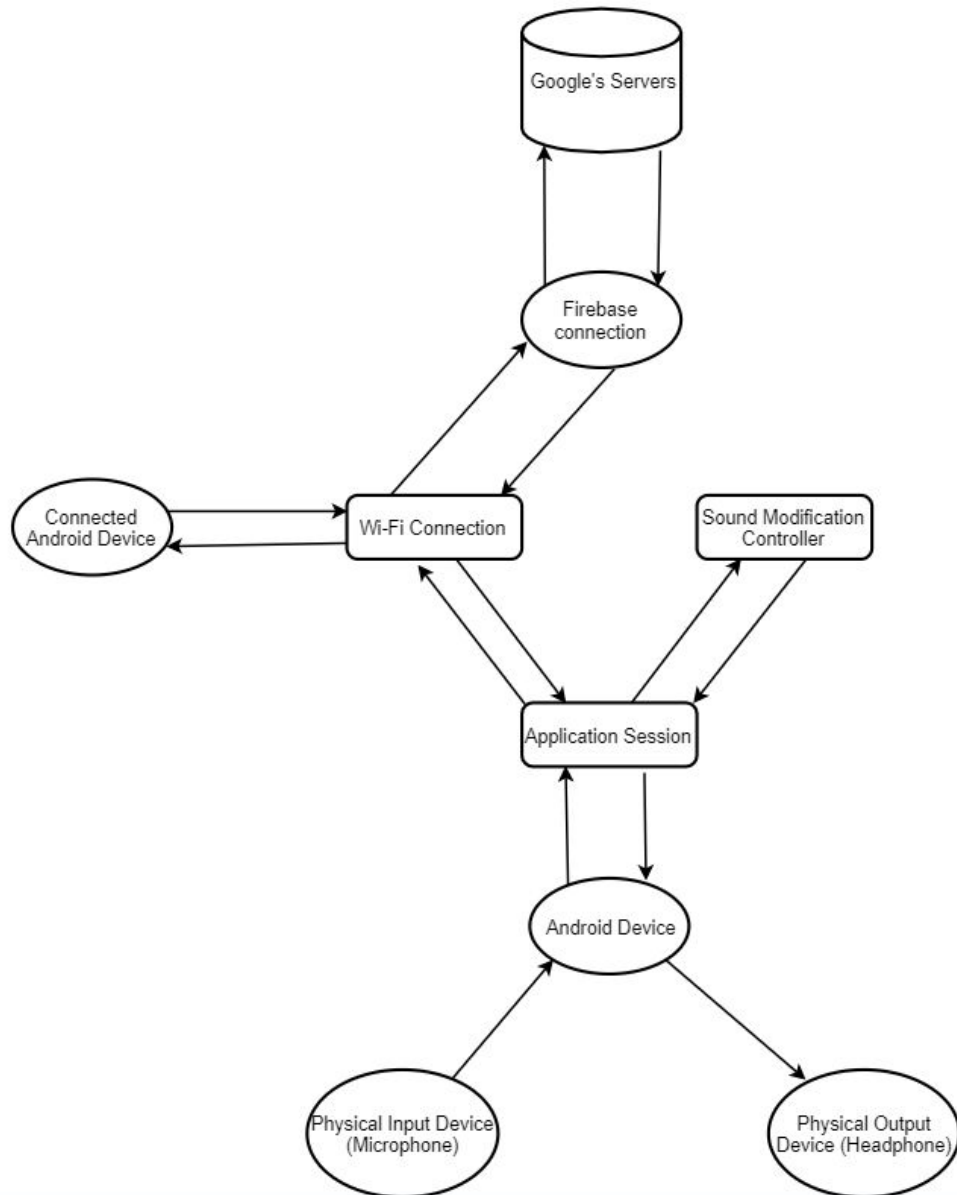 Google's Servers
Firebase
connection
Connected
Android Device
Wi-Fi Connection
Sound Modification
Controller
Application Session
Android Device
Physical Input Device
(Microphone)
Physical Output
Device (Headphone)